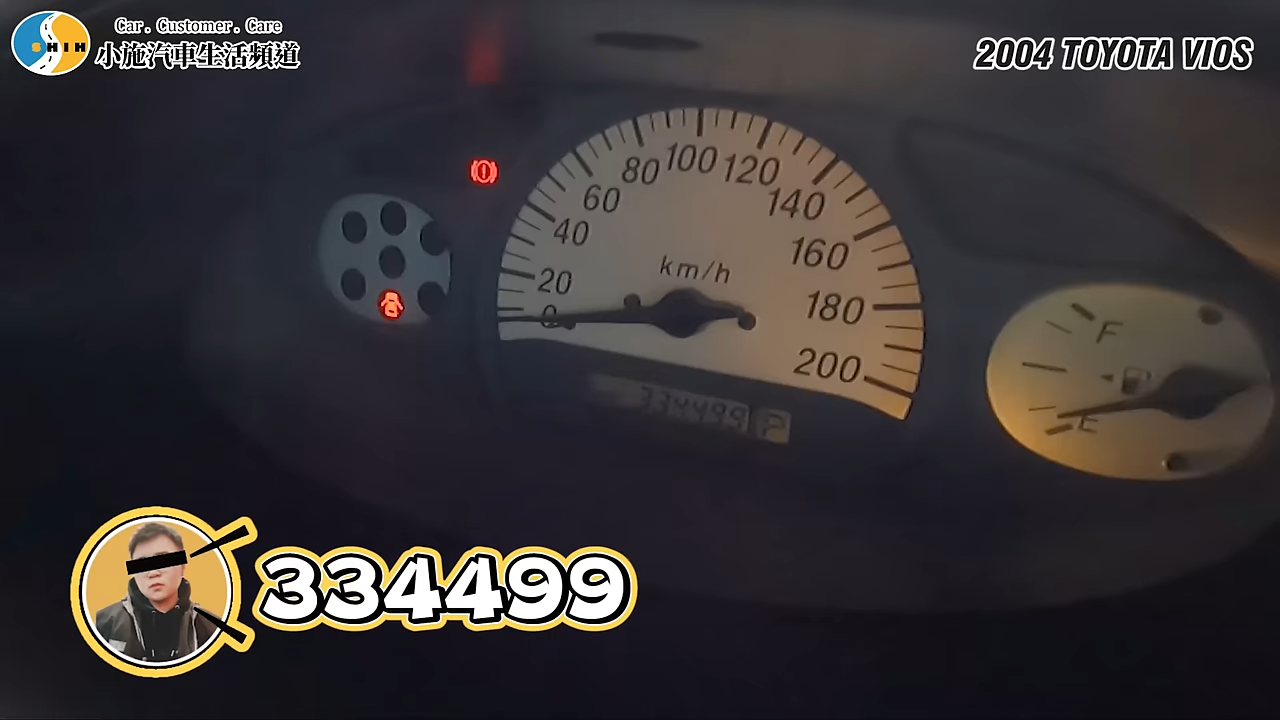 Car. Customer. Care
SHIH
小施汽車生活頻道
2004 TOYOTA VIOS
0
20
40
60
80
100
120
140
160
180
200
km/h
334499 P
F
E
334499